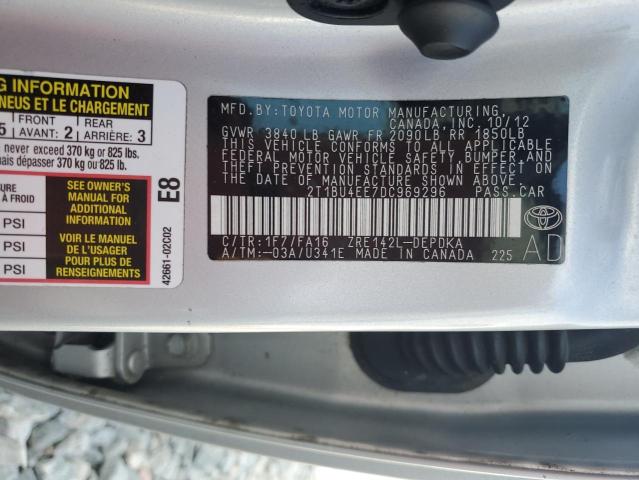 G INFORMATION
NEUS ET LE CHARGEMENT
5 FRONT AVANT: 2 REAR ARRIÈRE: 3
never exceed 370 kg or 825 lbs.
ais dépasser 370 kg ou 825 lb.
URE
À FROID
PSI
PSI
PSI
SEE OWNER'S
MANUAL FOR
ADDITIONAL
INFORMATION
VOIR LE MANUEL
DE L'USAGER
POUR PLUS DE
RENSEIGNEMENTS
E8
42661-02C02
MFD. BY: TOYOTA MOTOR MANUFACTURING
CANADA, INC. 10/12
GVWR 3840LB GAWR FR 2090LB RR 1850LB
THIS VEHICLE CONFORMS TO ALL APPLICABLE
FEDERAL MOTOR VEHICLE SAFETY, BUMPER, AND
THEFT PREVENTION STANDARDS IN EFFECT ON
THE DATE OF MANUFACTURE SHOWN ABOVE.
2T1BU4EE7DC969296 PASS. CAR
C/TR: 1F7/FA16 ZRE142L-DEPDKA
A/TM:-03A/U341E MADE IN CANADA 225
TOYOTA
AD